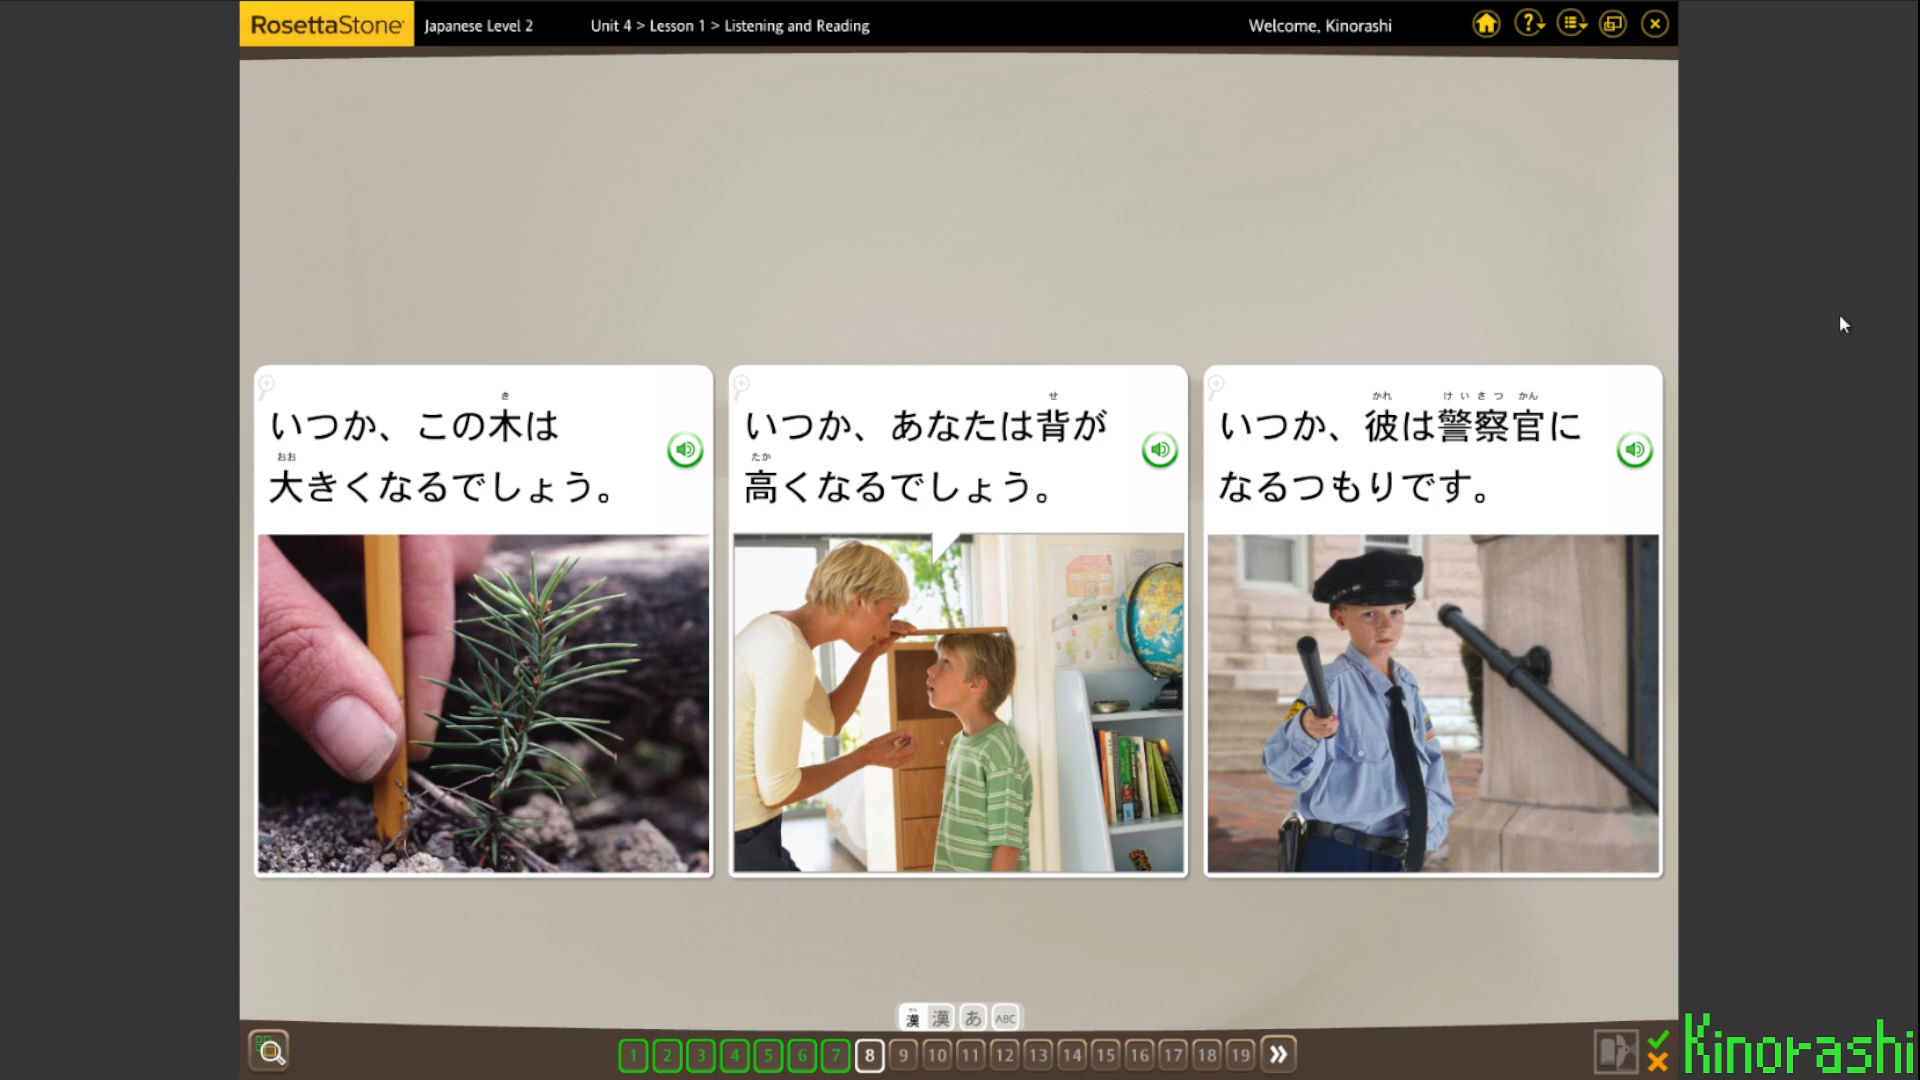 RosettaStone
Japanese Level 2
Unit 4 > Lesson 1 > Listening and Reading
Welcome, Kinorashi
いつか、この木は
大きくなるでしょう。
き
おお
いつか、あなたは背が
高くなるでしょう。
せ
たか
いつか、彼は警察官に
なるつもりです。
かれ けいさつ かん
漢 漢 あ ABC
1 2 3 4 5 6 7 8 9 10 11 12 13 14 15 16 17 18 19
Kinorashi